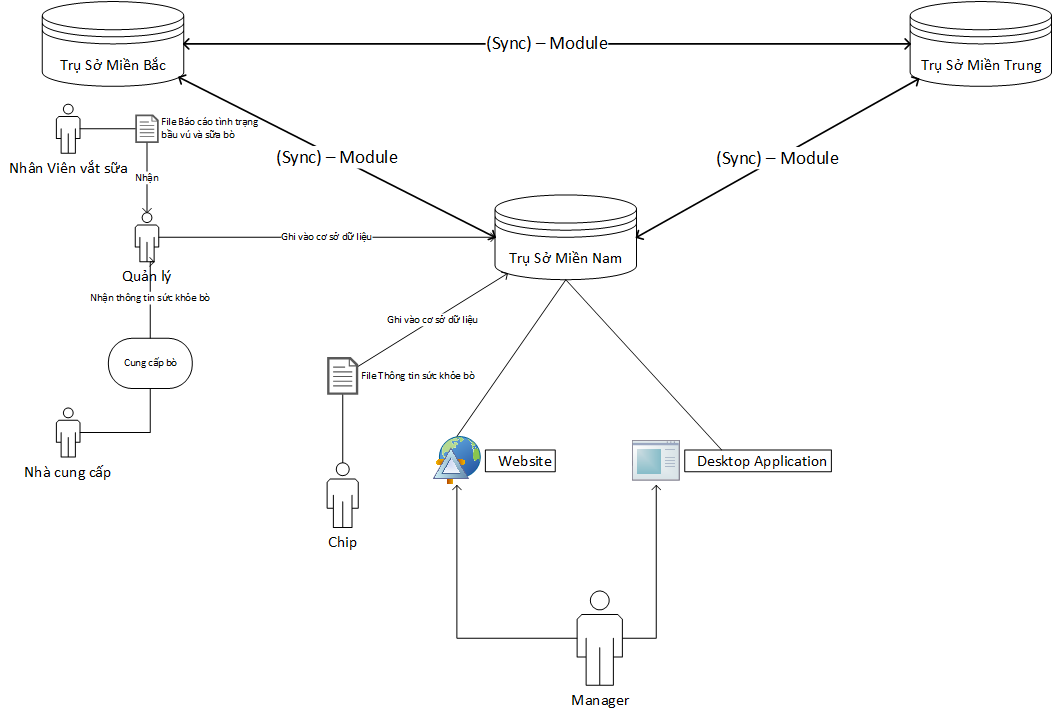 (Sync) – Module
Trụ Sở Miền Bắc
Trụ Sở Miền Trung
File Báo cáo tình trạng
bầu vú và sữa bò
Nhân Viên vắt sữa
Nhận
(Sync) – Module
(Sync) – Module
Ghi vào cơ sở dữ liệu
Trụ Sở Miền Nam
Quản lý
Nhận thông tin sức khỏe bò
Ghi vào cơ sở dữ liệu
Cung cấp bò
File Thông tin sức khỏe bò
Nhà cung cấp
Website
Desktop Application
Chip
Manager